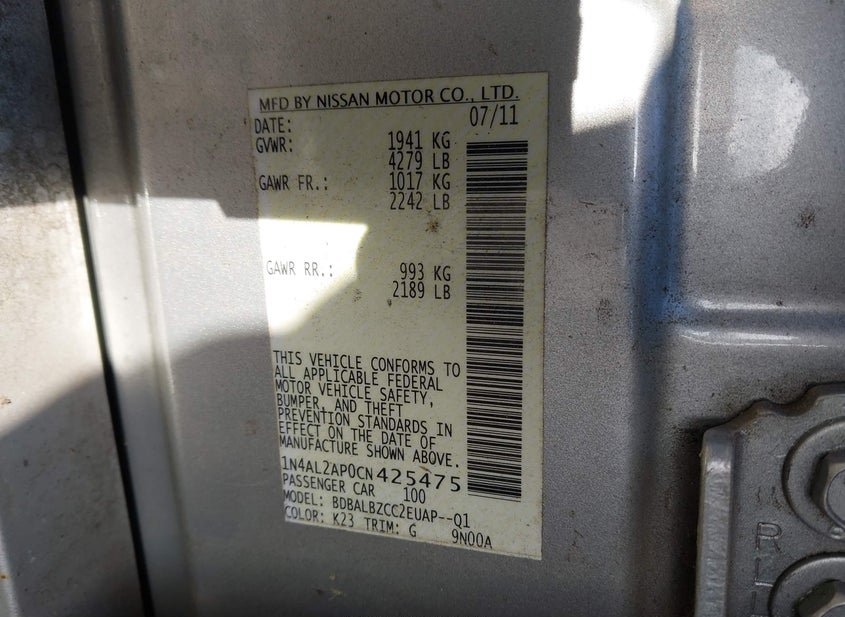 MFD BY NISSAN MOTOR CO., LTD.
DATE: 07/11
GVWR: 1941 KG
4279 LB
GAWR FR.: 1017 KG
2242 LB
GAWR RR.: 993 KG
2189 LB
THIS VEHICLE CONFORMS TO
ALL APPLICABLE FEDERAL
MOTOR VEHICLE SAFETY,
BUMPER, AND THEFT
PREVENTION STANDARDS IN
EFFECT ON THE DATE OF
MANUFACTURE SHOWN ABOVE.
1N4AL2AP0CN425475
PASSENGER CAR 100
MODEL: BDBALBZCC2EUAP--Q1
COLOR: K23 TRIM: G 9N00A
RL